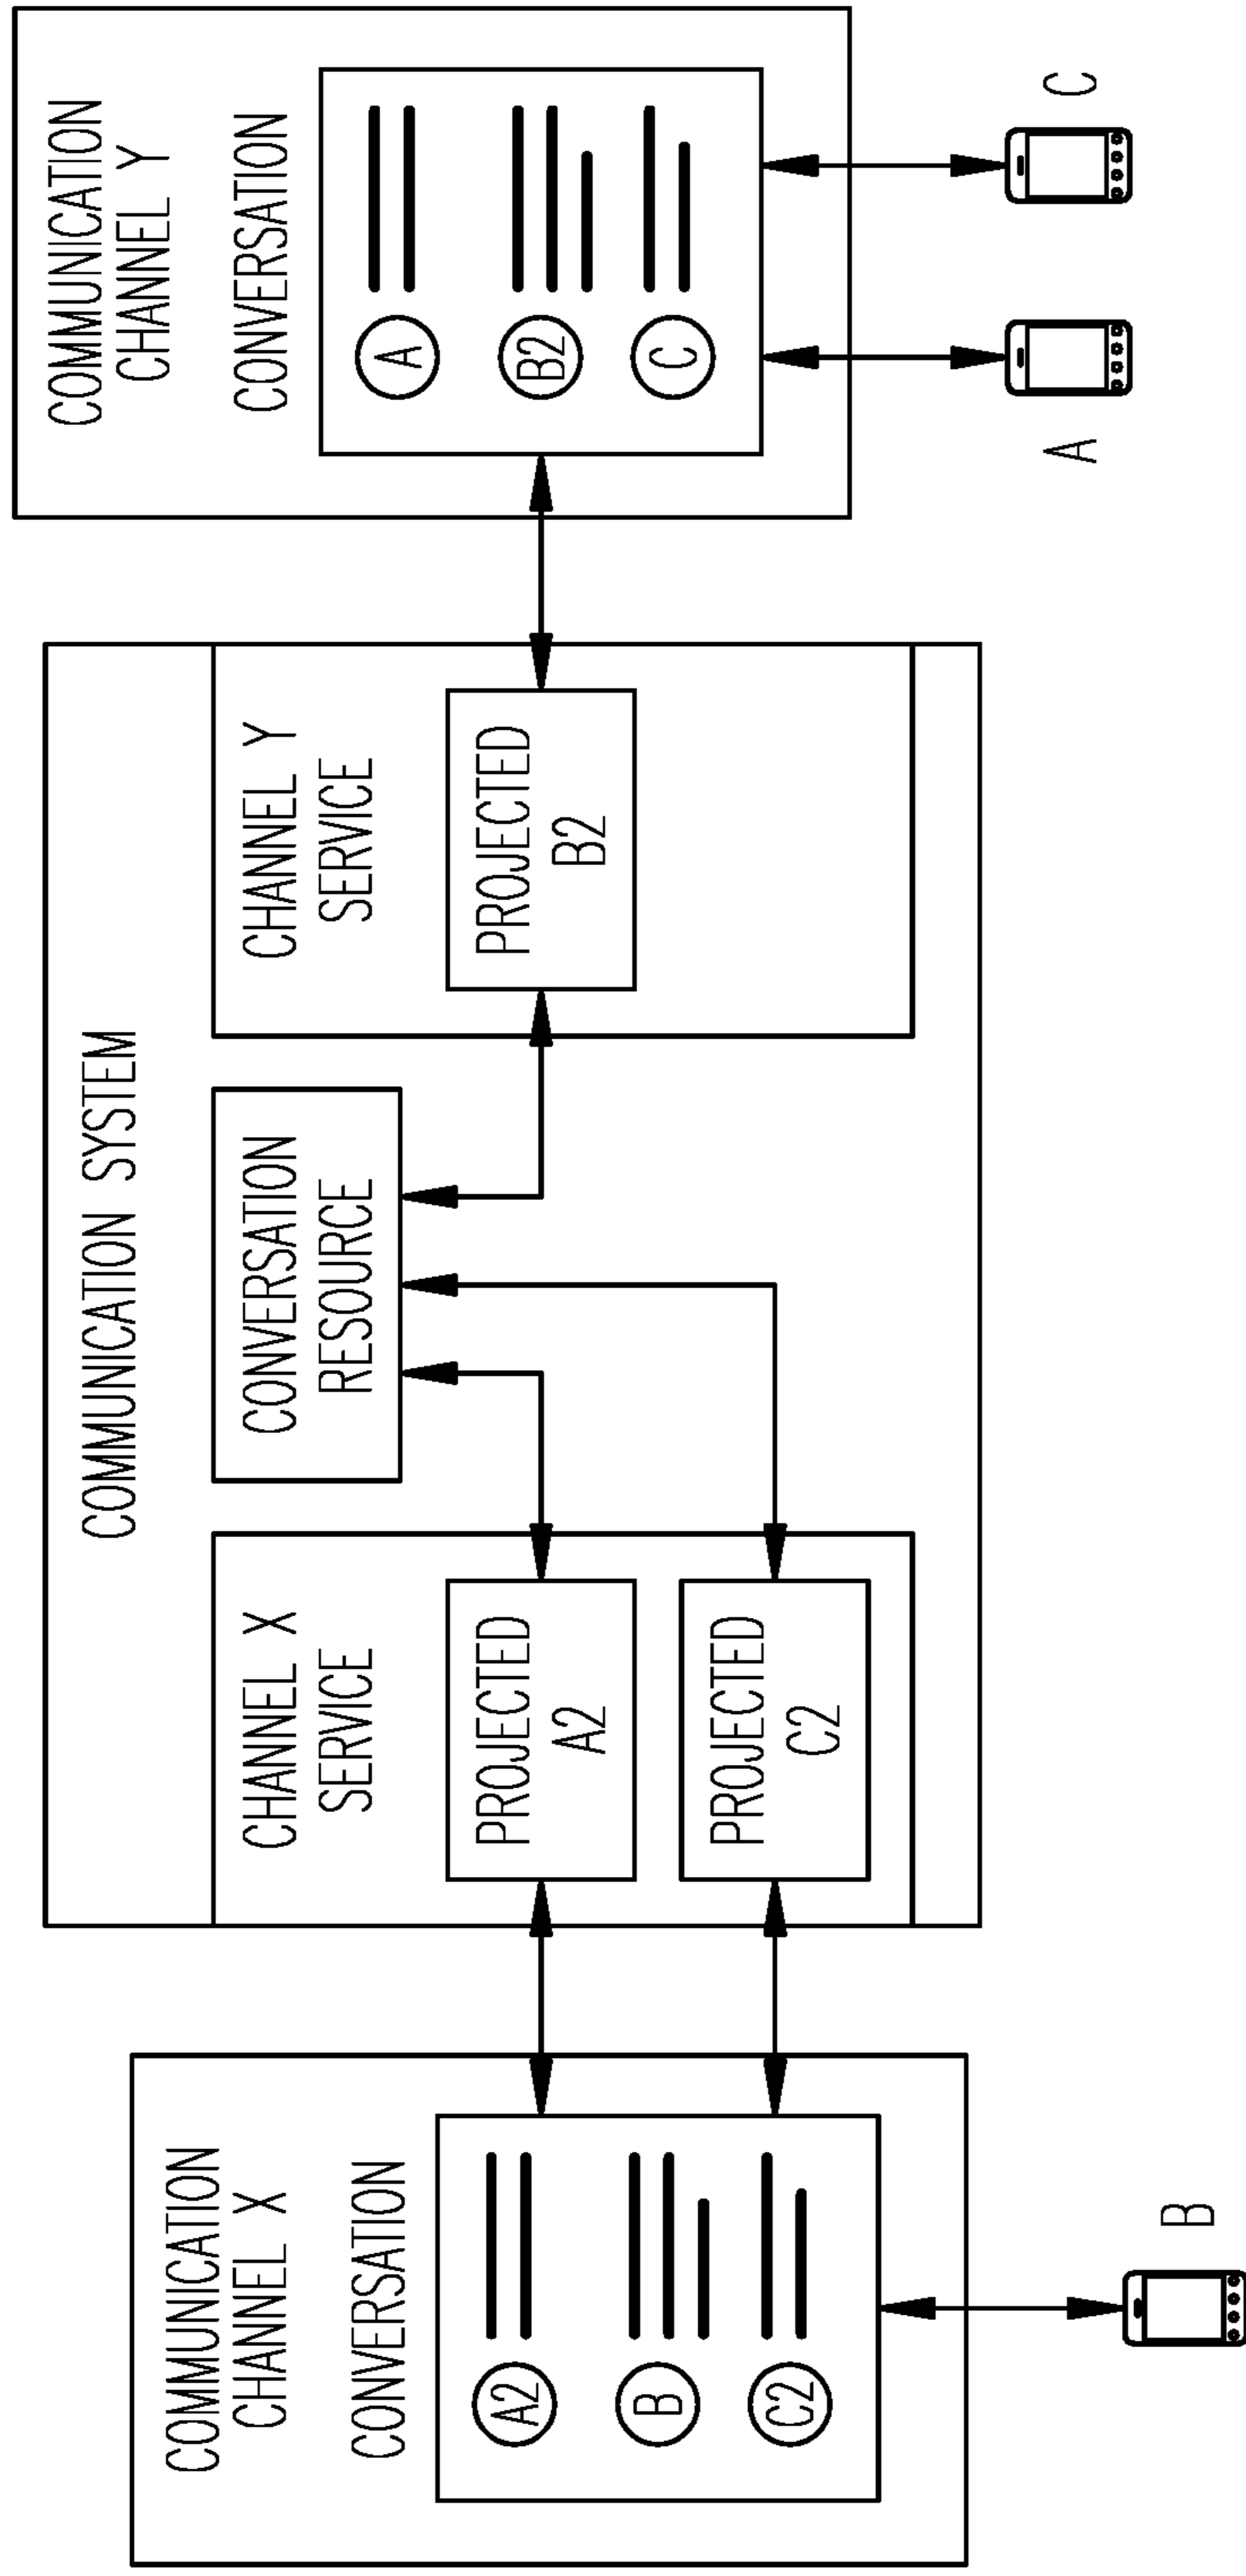 COMMUNICATION
CHANNEL X
CONVERSATION
A2
B
C2
B
COMMUNICATION SYSTEM
CHANNEL X
SERVICE
PROJECTED
A2
PROJECTED
C2
CONVERSATION
RESOURCE
CHANNEL Y
SERVICE
PROJECTED
B2
COMMUNICATION
CHANNEL Y
CONVERSATION
A
B2
C
A
C